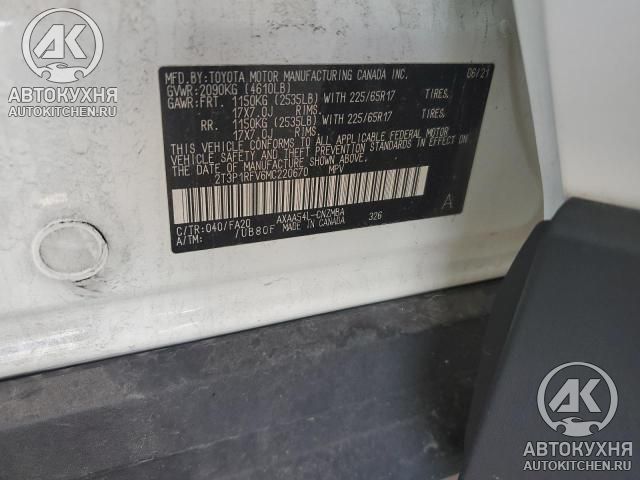 АК
АВТОКУХНЯ
AUTOKITCHEN.RU
MFD.BY:TOYOTA MOTOR MANUFACTURING CANADA INC. 06/21
GVWR:2090KG (4610LB)
GAWR:FRT. 1150KG (2535LB) WITH 225/65R17 TIRES.
17X7.0J RIMS.
RR. 1150KG (2535LB) WITH 225/65R17 TIRES.
17X7.0J RIMS.
THIS VEHICLE CONFORMS TO ALL APPLICABLE FEDERAL MOTOR
VEHICLE SAFETY AND THEFT PREVENTION STANDARDS IN
EFFECT ON THE DATE OF MANUFACTURE SHOWN ABOVE.
2T3P1RFV6MC220670 MPV
A
C/TR:040/FA20 AXAA54L-CNZMBA 326
A/TM: /UB80F MADE IN CANADA
АК
АВТОКУХНЯ
AUTOKITCHEN.RU